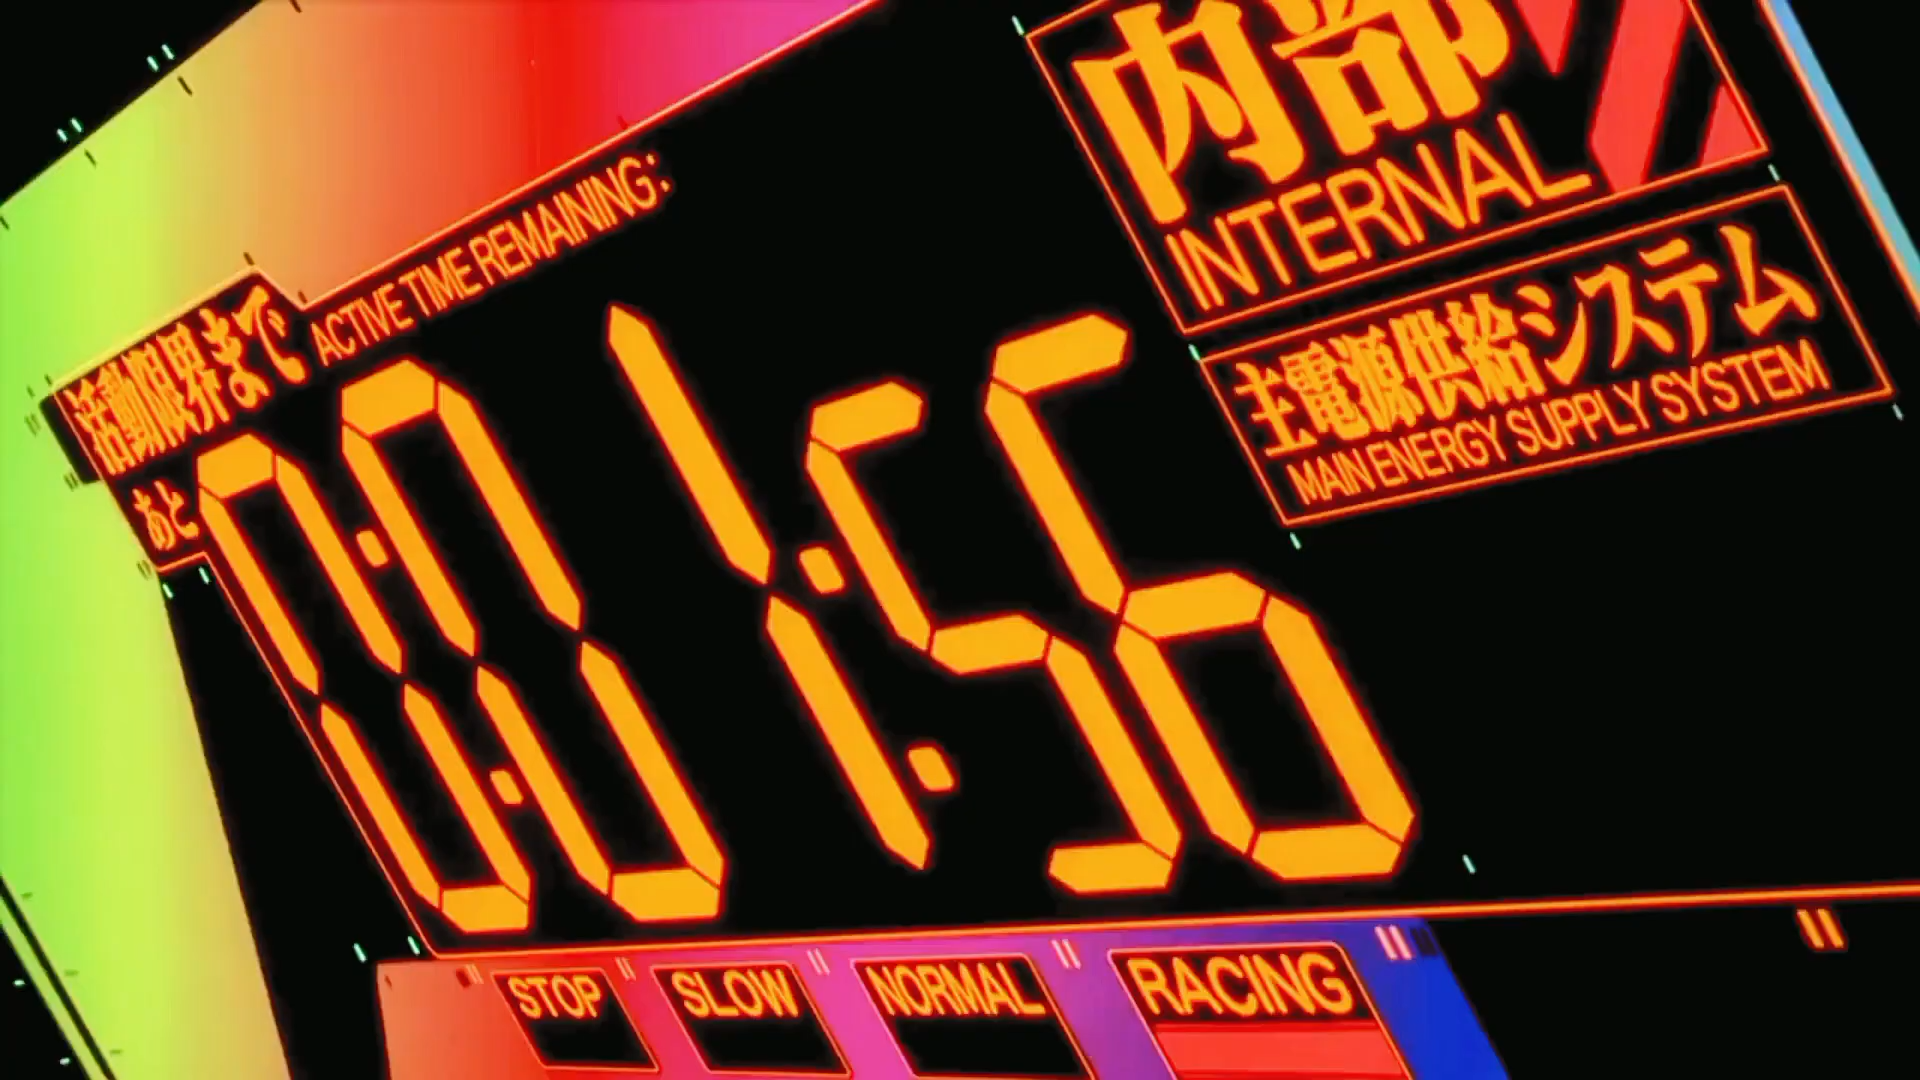 活動限界まで ACTIVE TIME REMAINING:
あと 0:01:56
内部
INTERNAL
主電源供給システム
MAIN ENERGY SUPPLY SYSTEM
STOP SLOW NORMAL RACING